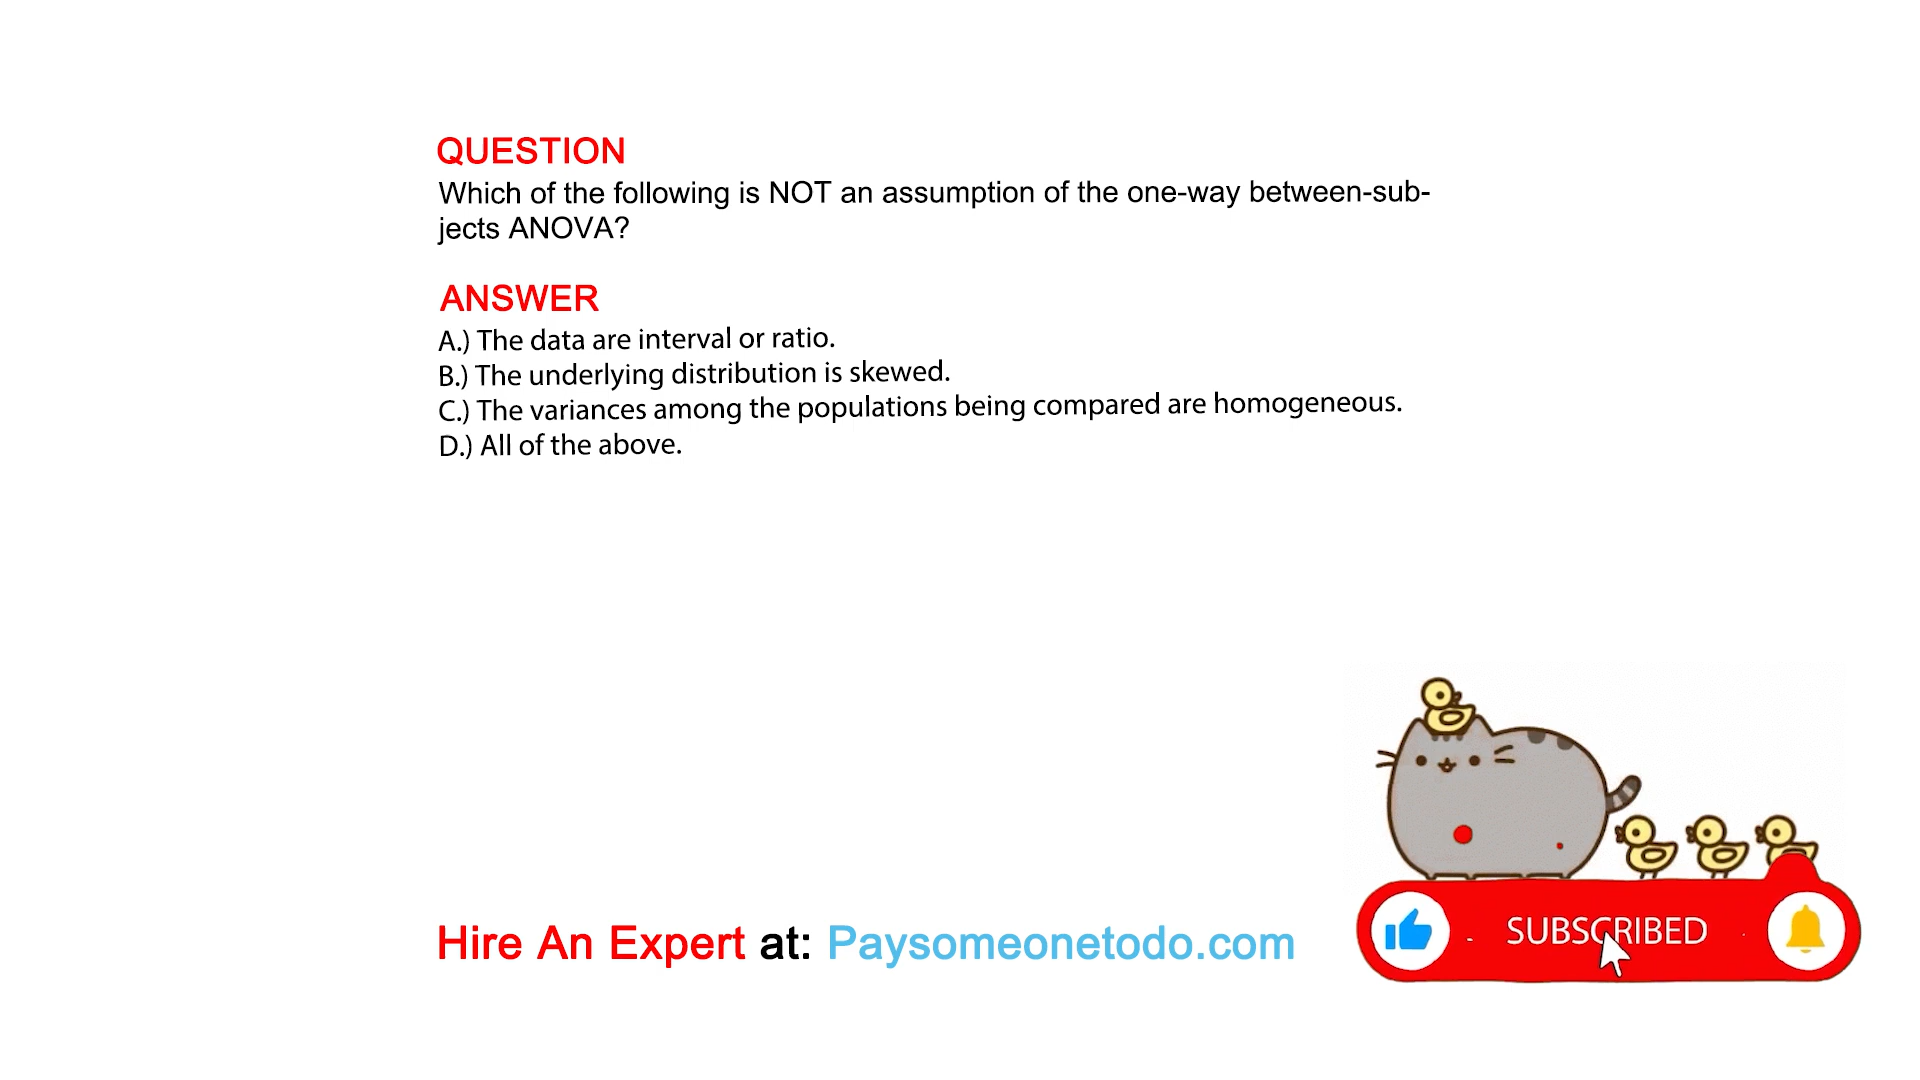 QUESTION
Which of the following is NOT an assumption of the one-way between-sub-
jects ANOVA?
ANSWER
A.) The data are interval or ratio.
B.) The underlying distribution is skewed.
C.) The variances among the populations being compared are homogeneous.
D.) All of the above.
Hire An Expert at: Paysomeonetodo.com
SUBSCRIBED